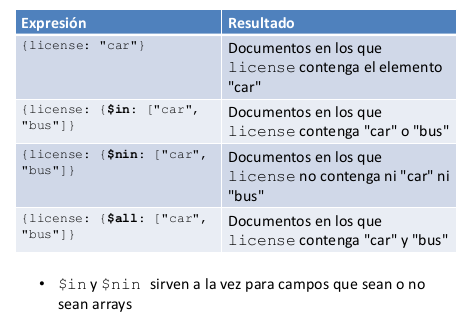 Expresión Resultado
{license: "car"} Documentos en los que
license contenga el elemento
"car"
{license: {$in: ["car", Documentos en los que
"bus"]} license contenga "car" o "bus"
{license: {$nin: ["car", Documentos en los que
"bus"]} license no contenga ni "car" ni
"bus"
{license: {$all: ["car", Documentos en los que
"bus"]} license contenga "car" y "bus"
• $in y $nin sirven a la vez para campos que sean o no
sean arrays